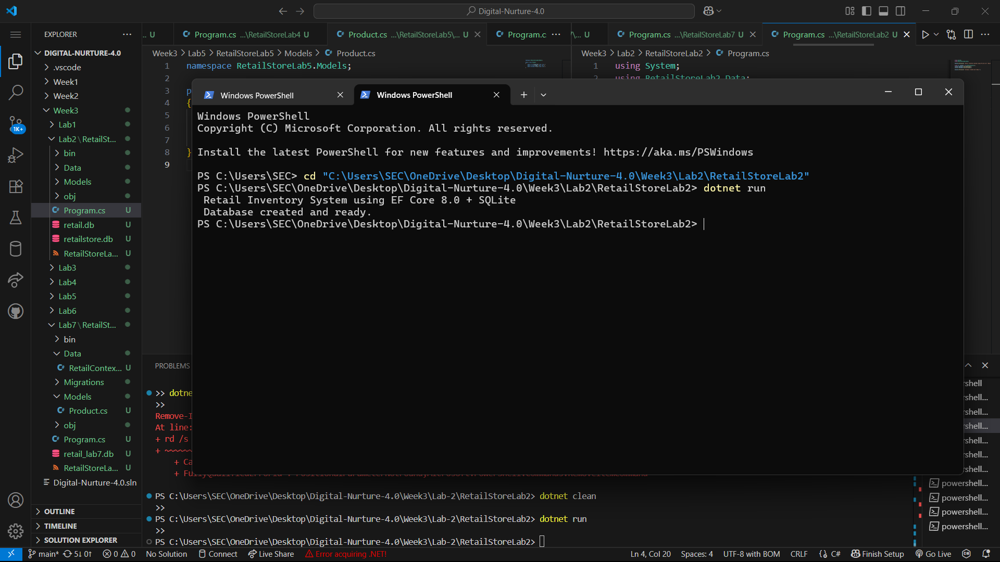 Digital-Nurture-4.0
EXPLORER
.. U
Program.cs ...\RetailStoreLab4 U
Product.cs ...\RetailStoreLab5\... U
Program.c
7\... U
Program.cs ...\RetailStoreLab7 U
Program.cs ...\RetailStoreLab2 U
DIGITAL-NURTURE-4.0
.vscode
Week1
Week2
Week3
Lab1
Lab2\RetailSt...
bin
Data
Models
obj
Program.cs U
retail.db U
retailstore.db U
RetailStoreLa... U
Lab3
Lab4
Lab5
Lab6
Lab7\RetailSt...
bin
Data
RetailContex... U
Migrations
Models
Product.cs U
obj
Program.cs U
retail_lab7.db U
RetailStoreLa... U
Digital-Nurture-4.0.sln
OUTLINE
TIMELINE
SOLUTION EXPLORER
1K+
Week3 > Lab5 > RetailStoreLab5 > Models > Product.cs
1 namespace RetailStoreLab5.Models;
2
3 p
4 {
5
6
7
8 }
9
Week3 > Lab2 > RetailStoreLab2 > Program.cs
1 using System;
2 using RetailStoreLab2.Data;
Windows PowerShell
Windows PowerShell
Windows PowerShell
Copyright (C) Microsoft Corporation. All rights reserved.
Install the latest PowerShell for new features and improvements! https://aka.ms/PSWindows
PS C:\Users\SEC> cd "C:\Users\SEC\OneDrive\Desktop\Digital-Nurture-4.0\Week3\Lab2\RetailStoreLab2"
PS C:\Users\SEC\OneDrive\Desktop\Digital-Nurture-4.0\Week3\Lab2\RetailStoreLab2> dotnet run
Retail Inventory System using EF Core 8.0 + SQLite
Database created and ready.
PS C:\Users\SEC\OneDrive\Desktop\Digital-Nurture-4.0\Week3\Lab2\RetailStoreLab2>
PROBLEMS
>> dotne
>>
Remove-I
At line:
+ rd /s
+ ~~~~~~
+ Ca
+ FullyQualifiedErrorId : PositionalParameterNotFound,Microsoft.PowerShell.Commands.RemoveItemCommand
PS C:\Users\SEC\OneDrive\Desktop\Digital-Nurture-4.0\Week3\Lab-2\RetailStoreLab2> dotnet clean
>>
PS C:\Users\SEC\OneDrive\Desktop\Digital-Nurture-4.0\Week3\Lab-2\RetailStoreLab2> dotnet run
>>
PS C:\Users\SEC\OneDrive\Desktop\Digital-Nurture-4.0\Week3\Lab-2\RetailStoreLab2>
rshell
rshell...
rshell...
rshell...
rshell...
rshell...
rshell...
powershell...
powershell...
powershell...
powershell...
main* 5↓ 0↑ 0 0 No Solution Connect Live Share Error acquiring .NET! Ln 4, Col 20 Spaces: 4 UTF-8 with BOM CRLF {} C# Finish Setup Go Live